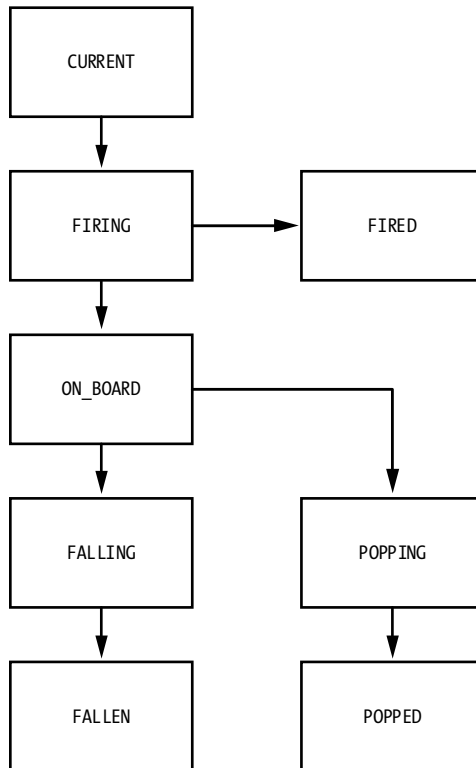 CURRENT
FIRING
FIRED
ON_BOARD
FALLING
POPPING
FALLEN
POPPED